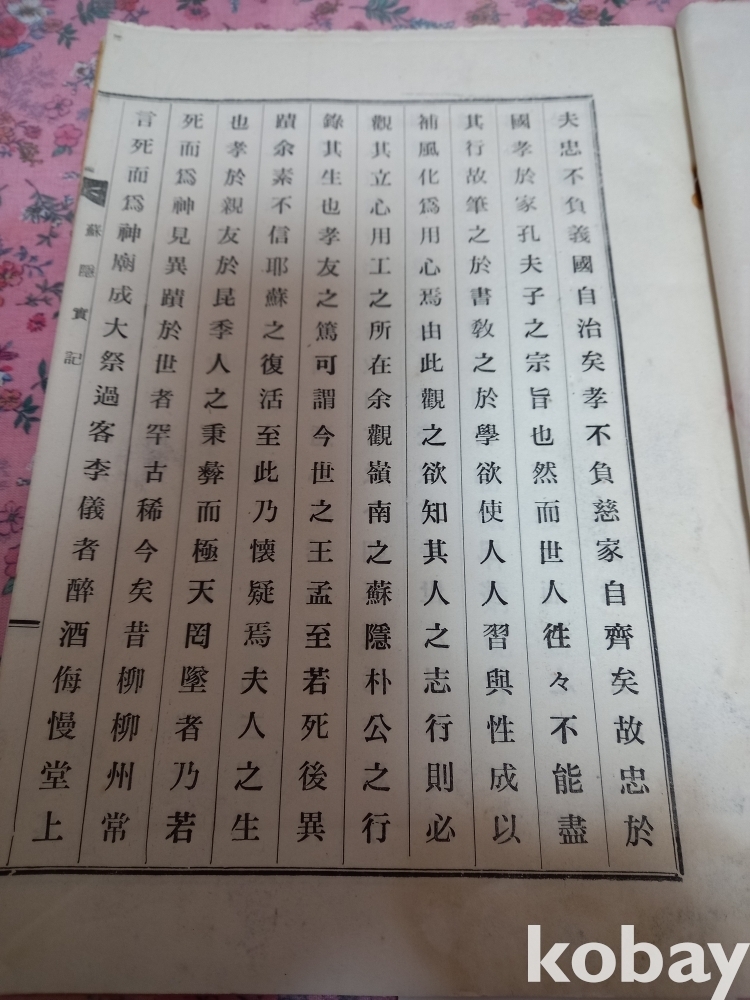 夫忠不負義國自治矣孝不負慈家自齊矣故忠於
國孝於家孔夫子之宗旨也然而世人徃々不能盡
其行故筆之於書敎之於學欲使人人習與性成以
補風化爲用心焉由此觀之欲知其人之志行則必
觀其立心用工之所在余觀嶺南之蘇隱朴公之行
錄其生也孝友之篤可謂今世之王孟至若死後異
蹟余素不信耶蘇之復活至此乃懷疑焉夫人之生
也孝於親友於昆季人之秉彜而極天罔墜者乃若
死而爲神見異蹟於世者罕古稀今矣昔柳柳州常
言死而爲神廟成大祭過客李儀者醉酒侮慢堂上
蘇隱實記
kobay